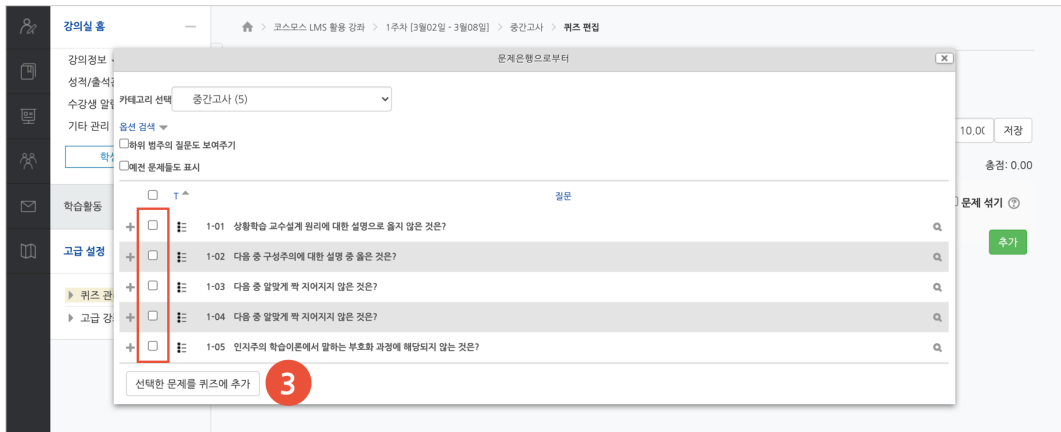 강의실 홈
코스모스 LMS 활용 강좌 > 1주차 [3월02일 - 3월08일] > 중간고사 > 퀴즈 편집
강의정보
성적/출석
수강생 알
기타 관리
학습활동
고급 설정
퀴즈 관
고급 강
문제은행으로부터
카테고리 선택 중간고사 (5)
옵션 검색
하위 범주의 질문도 보여주기
예전 문제들도 표시
T 질문
1-01 상황학습 교수설계 원리에 대한 설명으로 옳지 않은 것은?
1-02 다음 중 구성주의에 대한 설명 중 옳은 것은?
1-03 다음 중 알맞게 짝 지어지지 않은 것은?
1-04 다음 중 알맞게 짝 지어지지 않은 것은?
1-05 인지주의 학습이론에서 말하는 부호화 과정에 해당되지 않는 것은?
선택한 문제를 퀴즈에 추가 3
10.00 저장
총점: 0.00
문제 섞기
추가